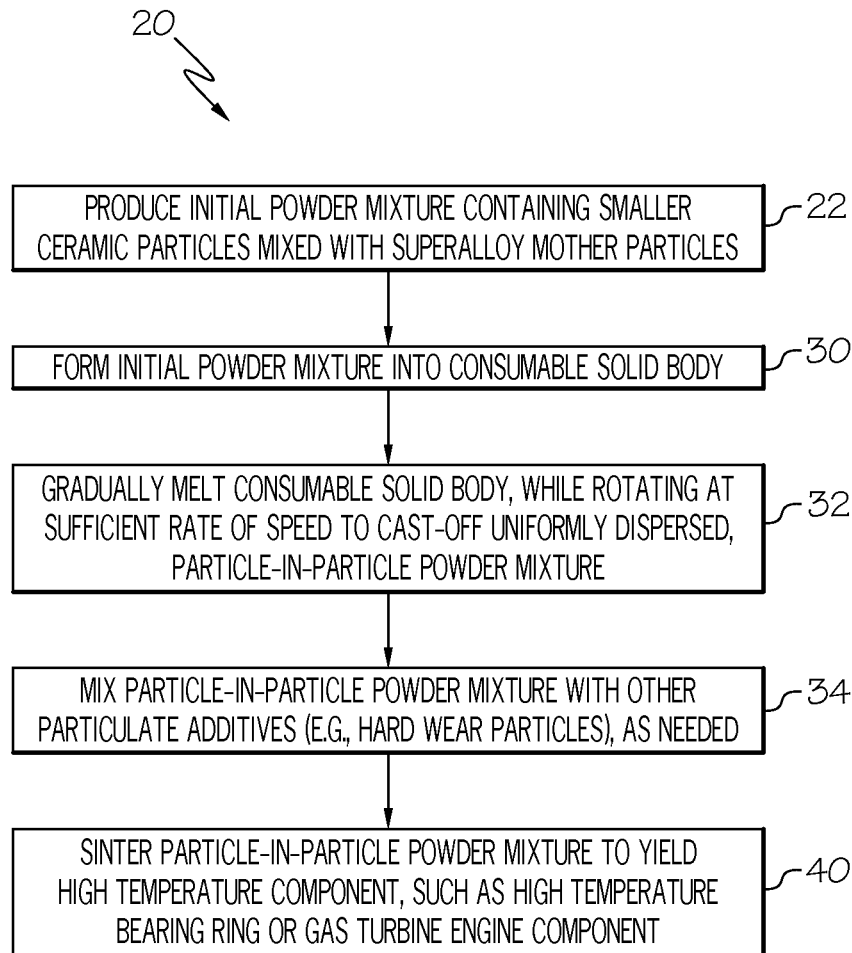 20
PRODUCE INITIAL POWDER MIXTURE CONTAINING SMALLER
CERAMIC PARTICLES MIXED WITH SUPERALLOY MOTHER PARTICLES
22
FORM INITIAL POWDER MIXTURE INTO CONSUMABLE SOLID BODY
30
GRADUALLY MELT CONSUMABLE SOLID BODY, WHILE ROTATING AT
SUFFICIENT RATE OF SPEED TO CAST-OFF UNIFORMLY DISPERSED,
PARTICLE-IN-PARTICLE POWDER MIXTURE
32
MIX PARTICLE-IN-PARTICLE POWDER MIXTURE WITH OTHER
PARTICULATE ADDITIVES (E.G., HARD WEAR PARTICLES), AS NEEDED
34
SINTER PARTICLE-IN-PARTICLE POWDER MIXTURE TO YIELD
HIGH TEMPERATURE COMPONENT, SUCH AS HIGH TEMPERATURE
BEARING RING OR GAS TURBINE ENGINE COMPONENT
40